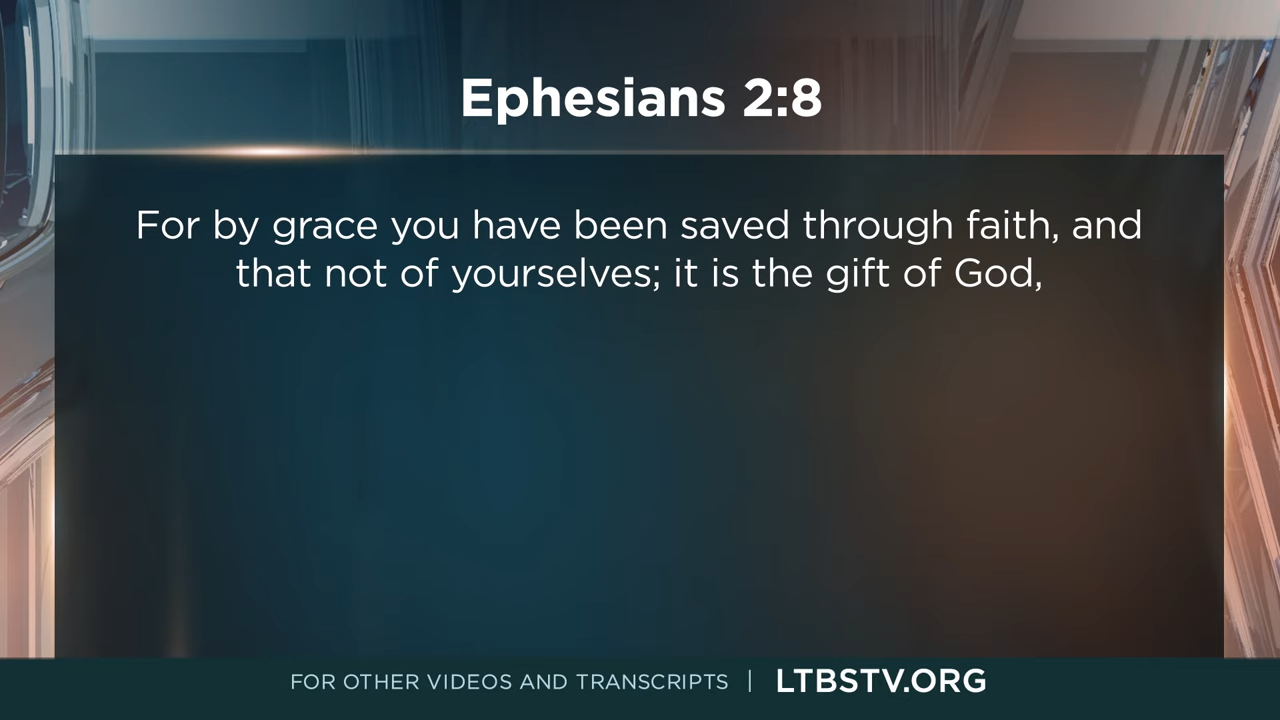 Ephesians 2:8
For by grace you have been saved through faith, and
that not of yourselves; it is the gift of God,
FOR OTHER VIDEOS AND TRANSCRIPTS | LTBSTV.ORG